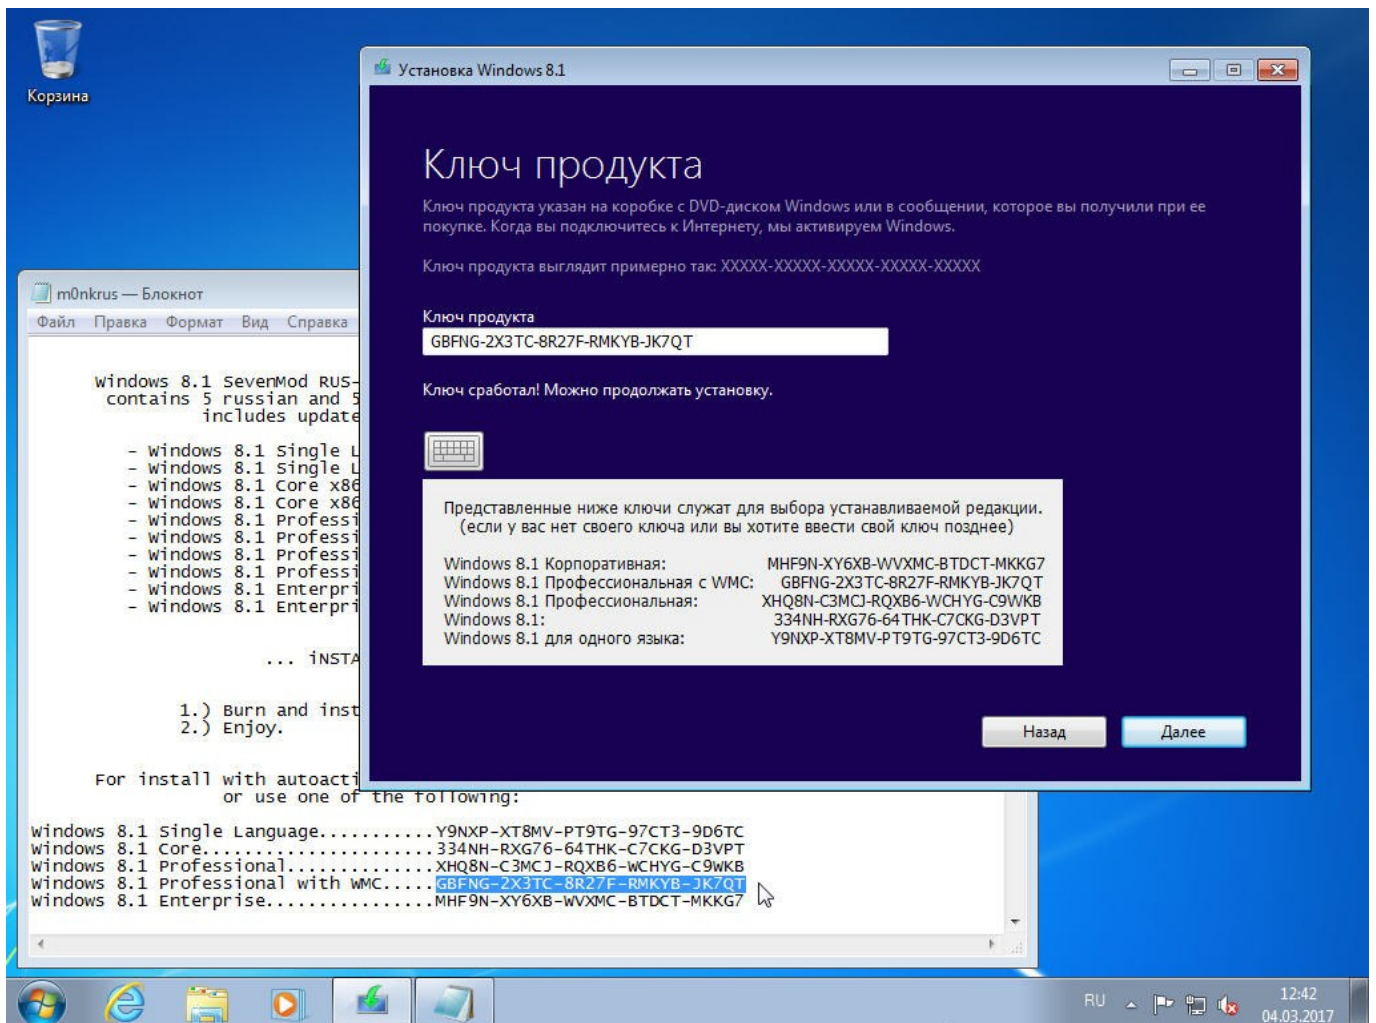 Корзина
Установка Windows 8.1
Ключ продукта
Ключ продукта указан на коробке с DVD-диском Windows или в сообщении, которое вы получили при ее
покупке. Когда вы подключитесь к Интернету, мы активируем Windows.
Ключ продукта выглядит примерно так: XXXXX-XXXXX-XXXXX-XXXXX-XXXXX
Ключ продукта
GBFNG-2X3TC-8R27F-RMKYB-JK7QT
Ключ сработал! Можно продолжать установку.
Представленные ниже ключи служат для выбора устанавливаемой редакции.
(если у вас нет своего ключа или вы хотите ввести свой ключ позднее)
Windows 8.1 Корпоративная: MHF9N-XY6XB-WVXMC-BTDCT-MKKG7
Windows 8.1 Профессиональная с WMC: GBFNG-2X3TC-8R27F-RMKYB-JK7QT
Windows 8.1 Профессиональная: XHQ8N-C3MCJ-RQXB6-WCHYG-C9WKB
Windows 8.1: 334NH-RXG76-64THK-C7CKG-D3VPT
Windows 8.1 для одного языка: Y9NXP-XT8MV-PT9TG-97CT3-9D6TC
Назад Далее
m0nkrus — Блокнот
Файл Правка Формат Вид Справка
Windows 8.1 SevenMod RUS-
contains 5 russian and 5
includes update
- Windows 8.1 Single L
- Windows 8.1 Single L
- Windows 8.1 Core x86
- Windows 8.1 Core x86
- Windows 8.1 Professi
- Windows 8.1 Professi
- Windows 8.1 Professi
- Windows 8.1 Professi
- Windows 8.1 Enterpri
- Windows 8.1 Enterpri
... iNSTA
1.) Burn and inst
2.) Enjoy.
For install with autoacti
or use one of the following:
Windows 8.1 Single Language...........Y9NXP-XT8MV-PT9TG-97CT3-9D6TC
Windows 8.1 Core......................334NH-RXG76-64THK-C7CKG-D3VPT
Windows 8.1 Professional..............XHQ8N-C3MCJ-RQXB6-WCHYG-C9WKB
Windows 8.1 Professional with WMC.....GBFNG-2X3TC-8R27F-RMKYB-JK7QT
Windows 8.1 Enterprise................MHF9N-XY6XB-WVXMC-BTDCT-MKKG7
RU
12:42
04.03.2017